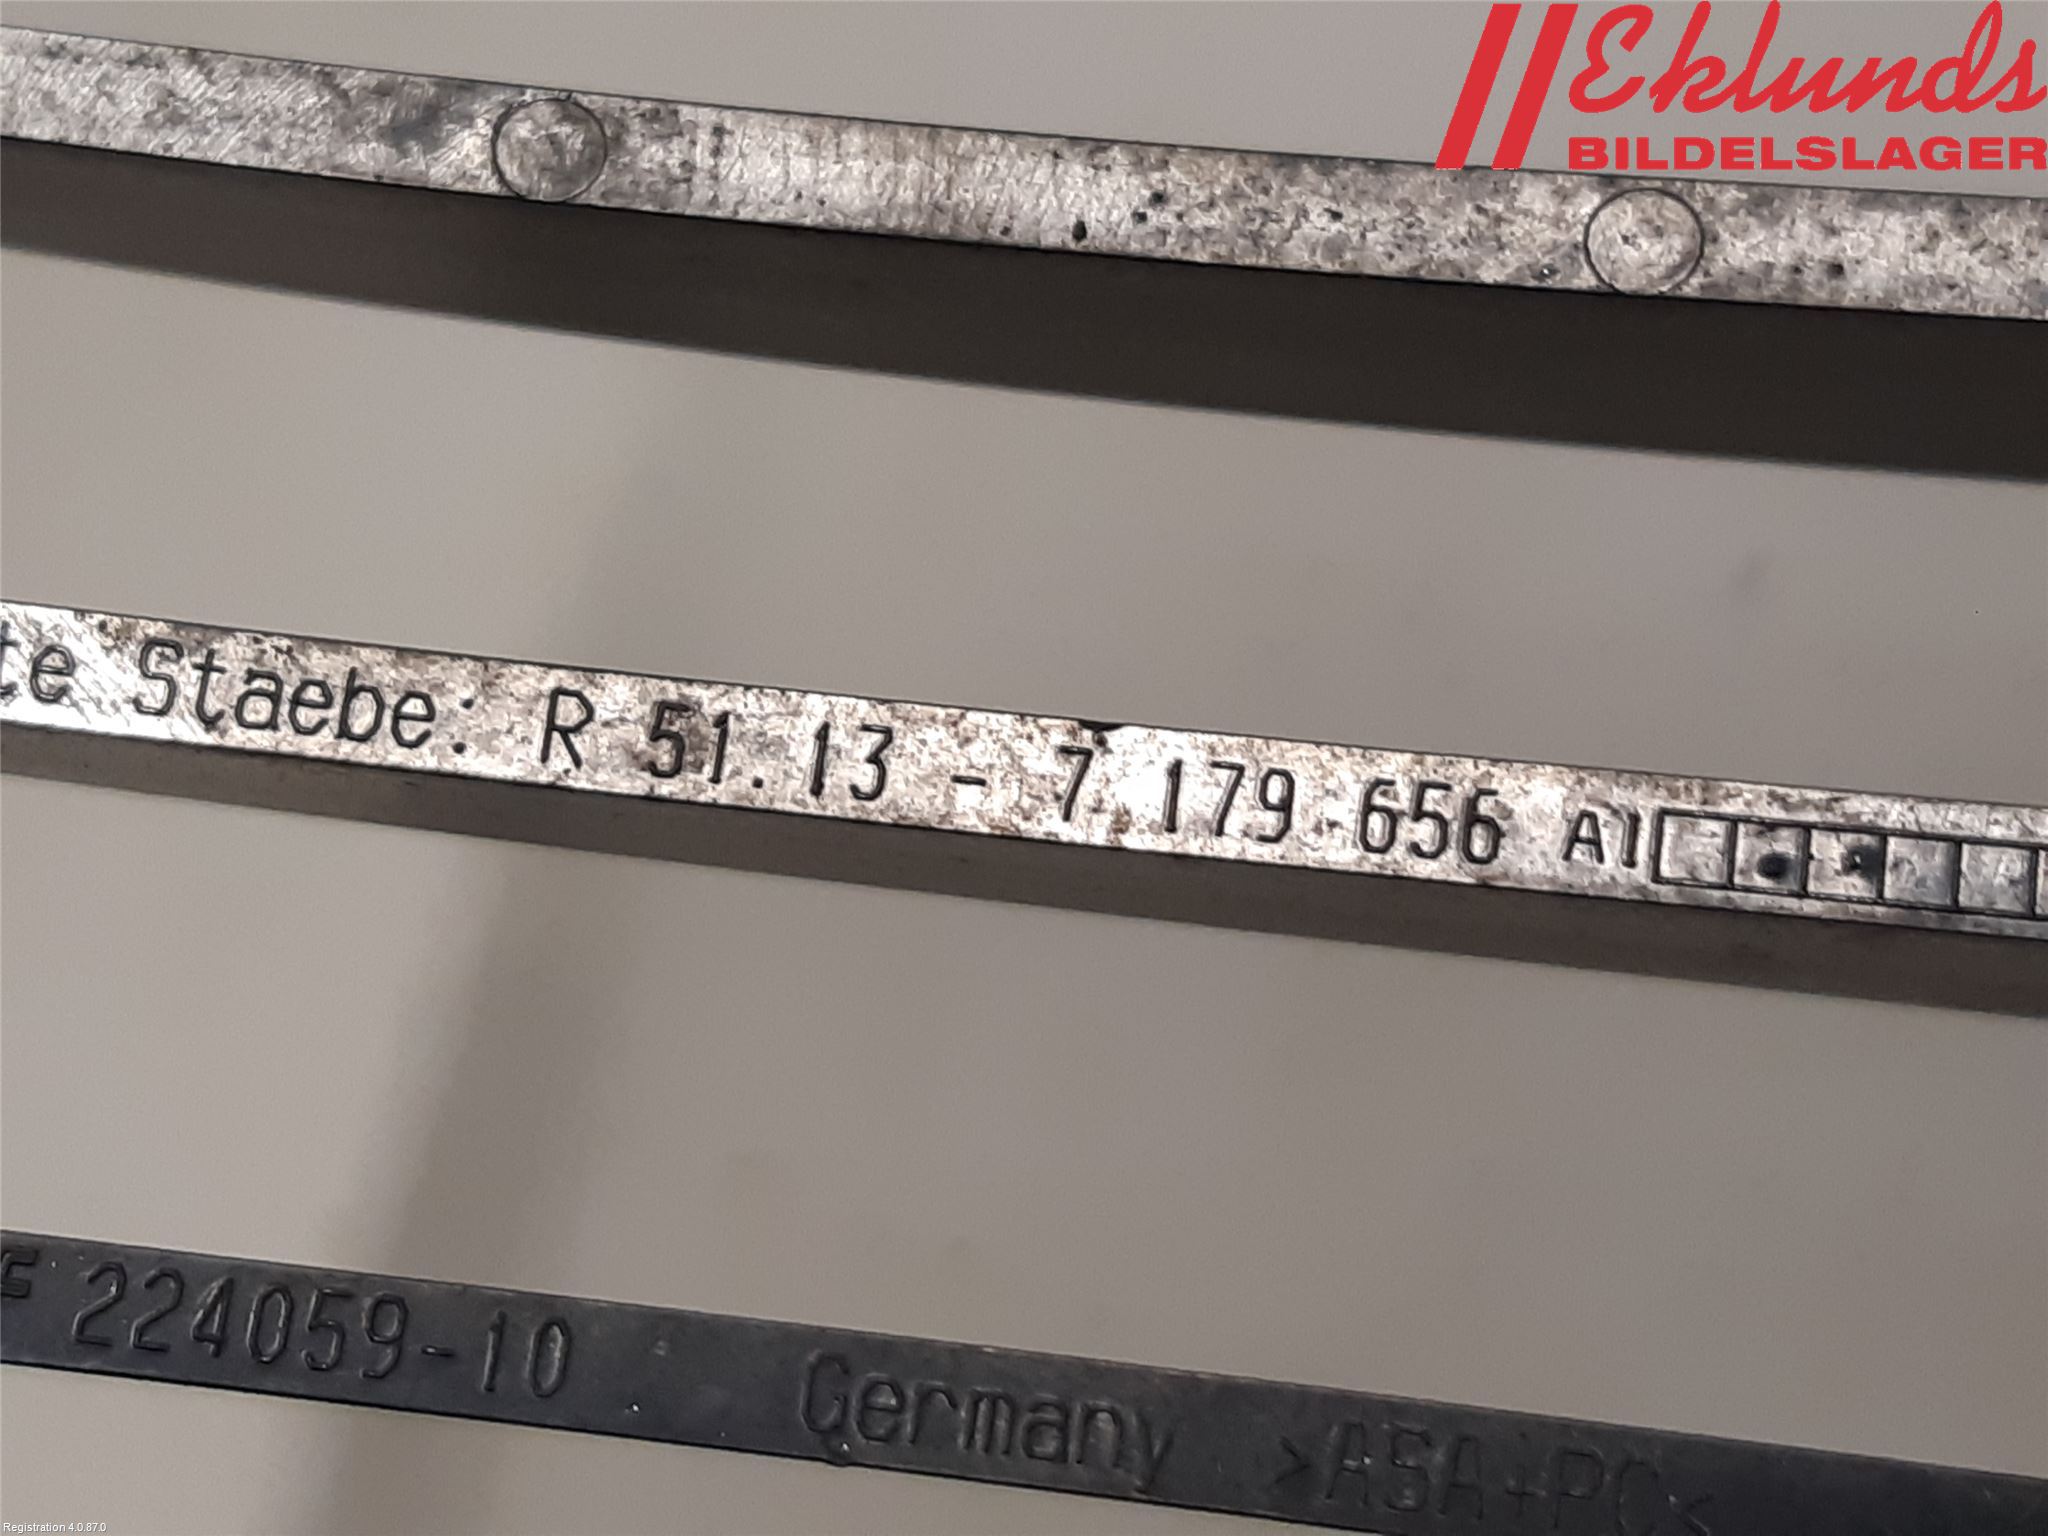 Eklunds
BILDELSLAGER
te Staebe: R 51.13 - 7 179 656 AI
224059-10 Germany >ASA+PC<
Registration 4.0.87.0